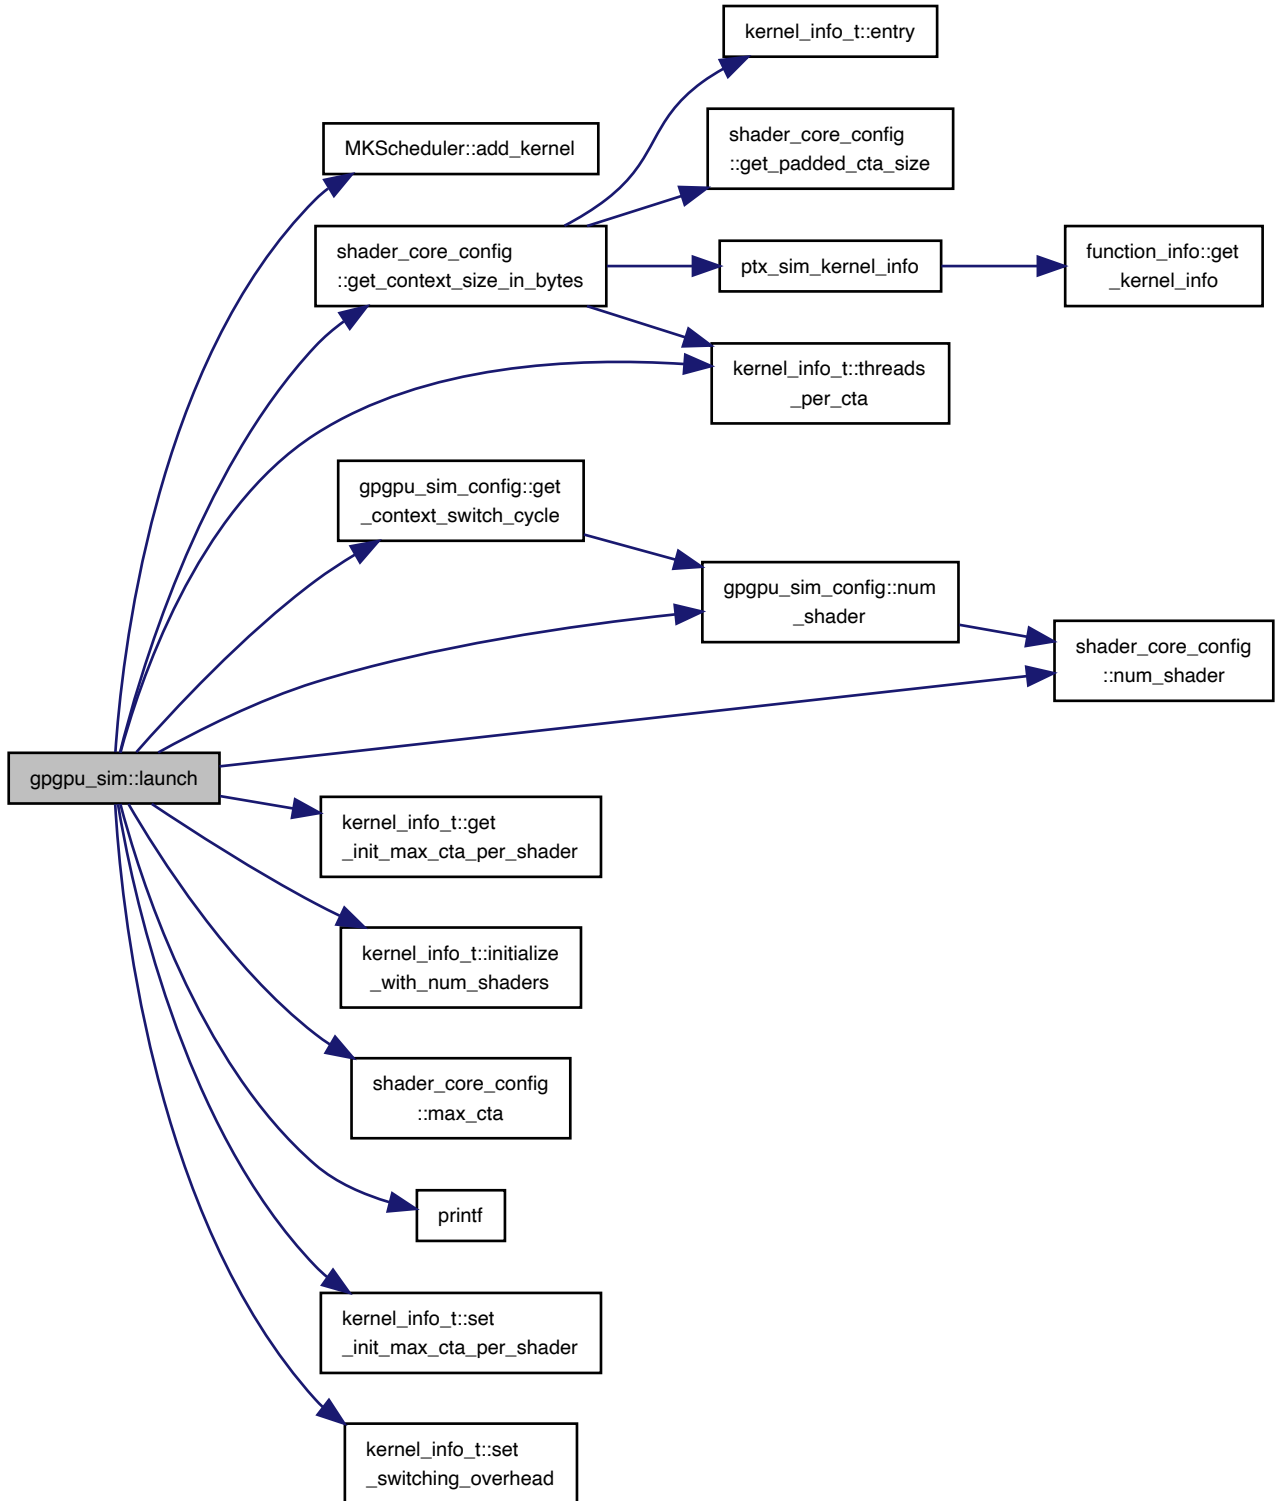 kernel_info_t::entry
shader_core_config
::get_padded_cta_size
MKScheduler::add_kernel
shader_core_config
::get_context_size_in_bytes
ptx_sim_kernel_info
function_info::get
_kernel_info
kernel_info_t::threads
_per_cta
gpgpu_sim_config::get
_context_switch_cycle
gpgpu_sim_config::num
_shader
shader_core_config
::num_shader
gpgpu_sim::launch
kernel_info_t::get
_init_max_cta_per_shader
kernel_info_t::initialize
_with_num_shaders
shader_core_config
::max_cta
printf
kernel_info_t::set
_init_max_cta_per_shader
kernel_info_t::set
_switching_overhead